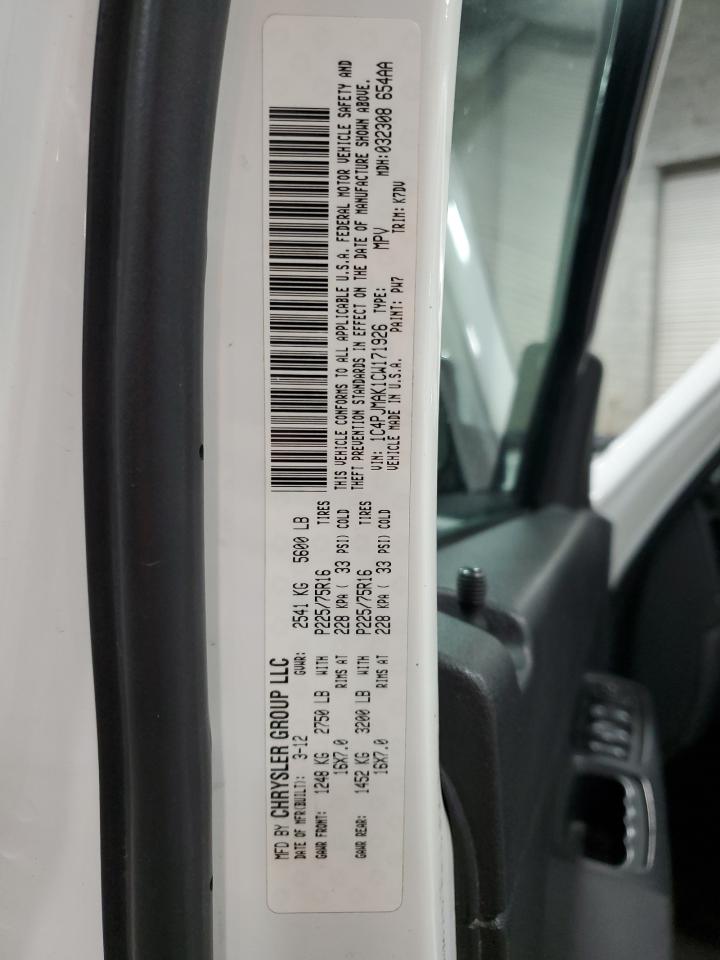 MFD BY CHRYSLER GROUP LLC
DATE OF MFR(BUILT): 3-12 GVWR: 2541 KG 5600 LB
GAWR FRONT: 1248 KG 2750 LB WITH P225/75R16 TIRES
16X7.0 RIMS AT 228 KPA ( 33 PSI) COLD
GAWR REAR: 1452 KG 3200 LB WITH P225/75R16 TIRES
16X7.0 RIMS AT 228 KPA ( 33 PSI) COLD
THIS VEHICLE CONFORMS TO ALL APPLICABLE U.S.A. FEDERAL MOTOR VEHICLE SAFETY AND
THEFT PREVENTION STANDARDS IN EFFECT ON THE DATE OF MANUFACTURE SHOWN ABOVE.
VIN: 1C4PJMAK1CW171926 TYPE: MPV MDH:032308 654AA
VEHICLE MADE IN U.S.A. PAINT: PW7 TRIM: K7DV